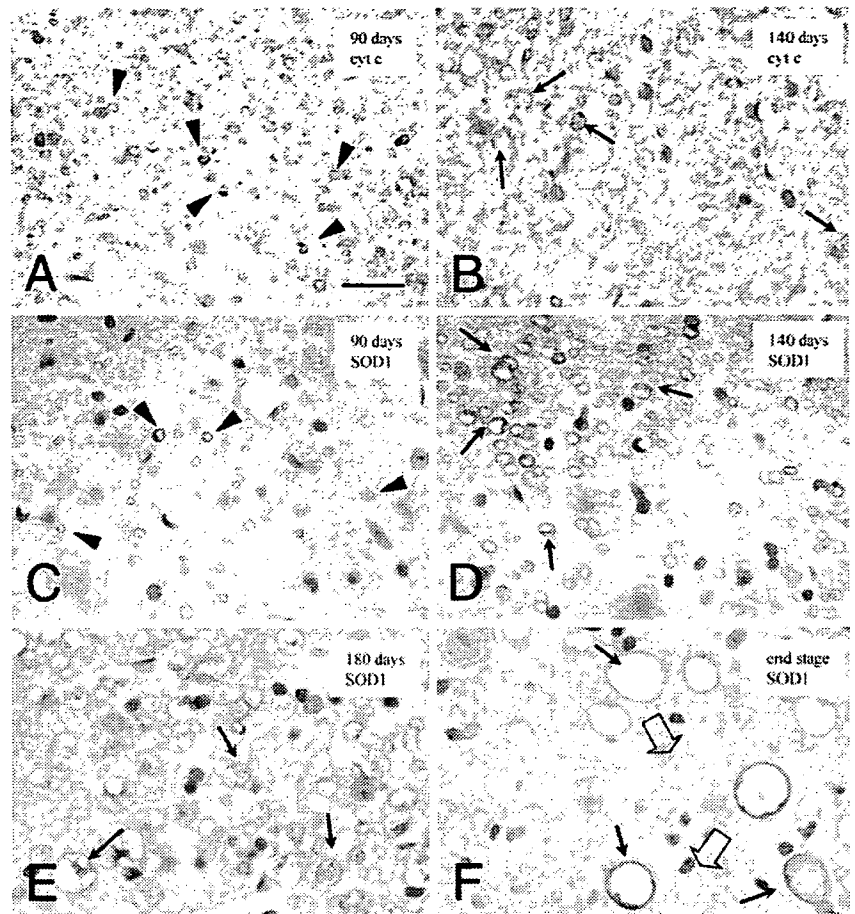 90 days
cyt c
A
140 days
cyt c
B
90 days
SOD1
C
140 days
SOD1
D
180 days
SOD1
E
end stage
SOD1
F